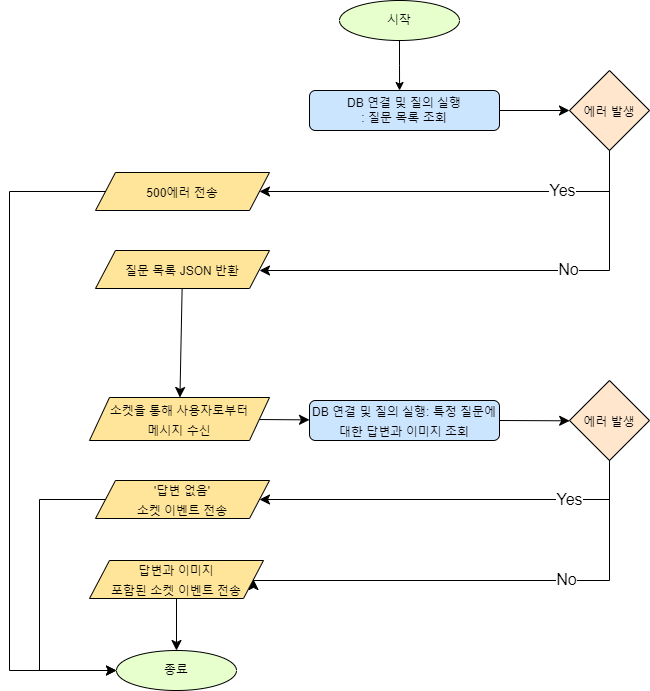 시작
DB 연결 및 질의 실행
: 질문 목록 조회
에러 발생
500에러 전송
Yes
질문 목록 JSON 반환
No
소켓을 통해 사용자로부터
메시지 수신
DB 연결 및 질의 실행: 특정 질문에
대한 답변과 이미지 조회
에러 발생
'답변 없음'
소켓 이벤트 전송
Yes
답변과 이미지
포함된 소켓 이벤트 전송
No
종료